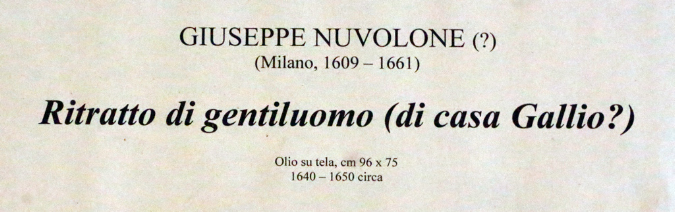 GIUSEPPE NUVOLONE (?)
(Milano, 1609 – 1661)
Ritratto di gentiluomo (di casa Gallio?)
Olio su tela, cm 96 x 75
1640 – 1650 circa